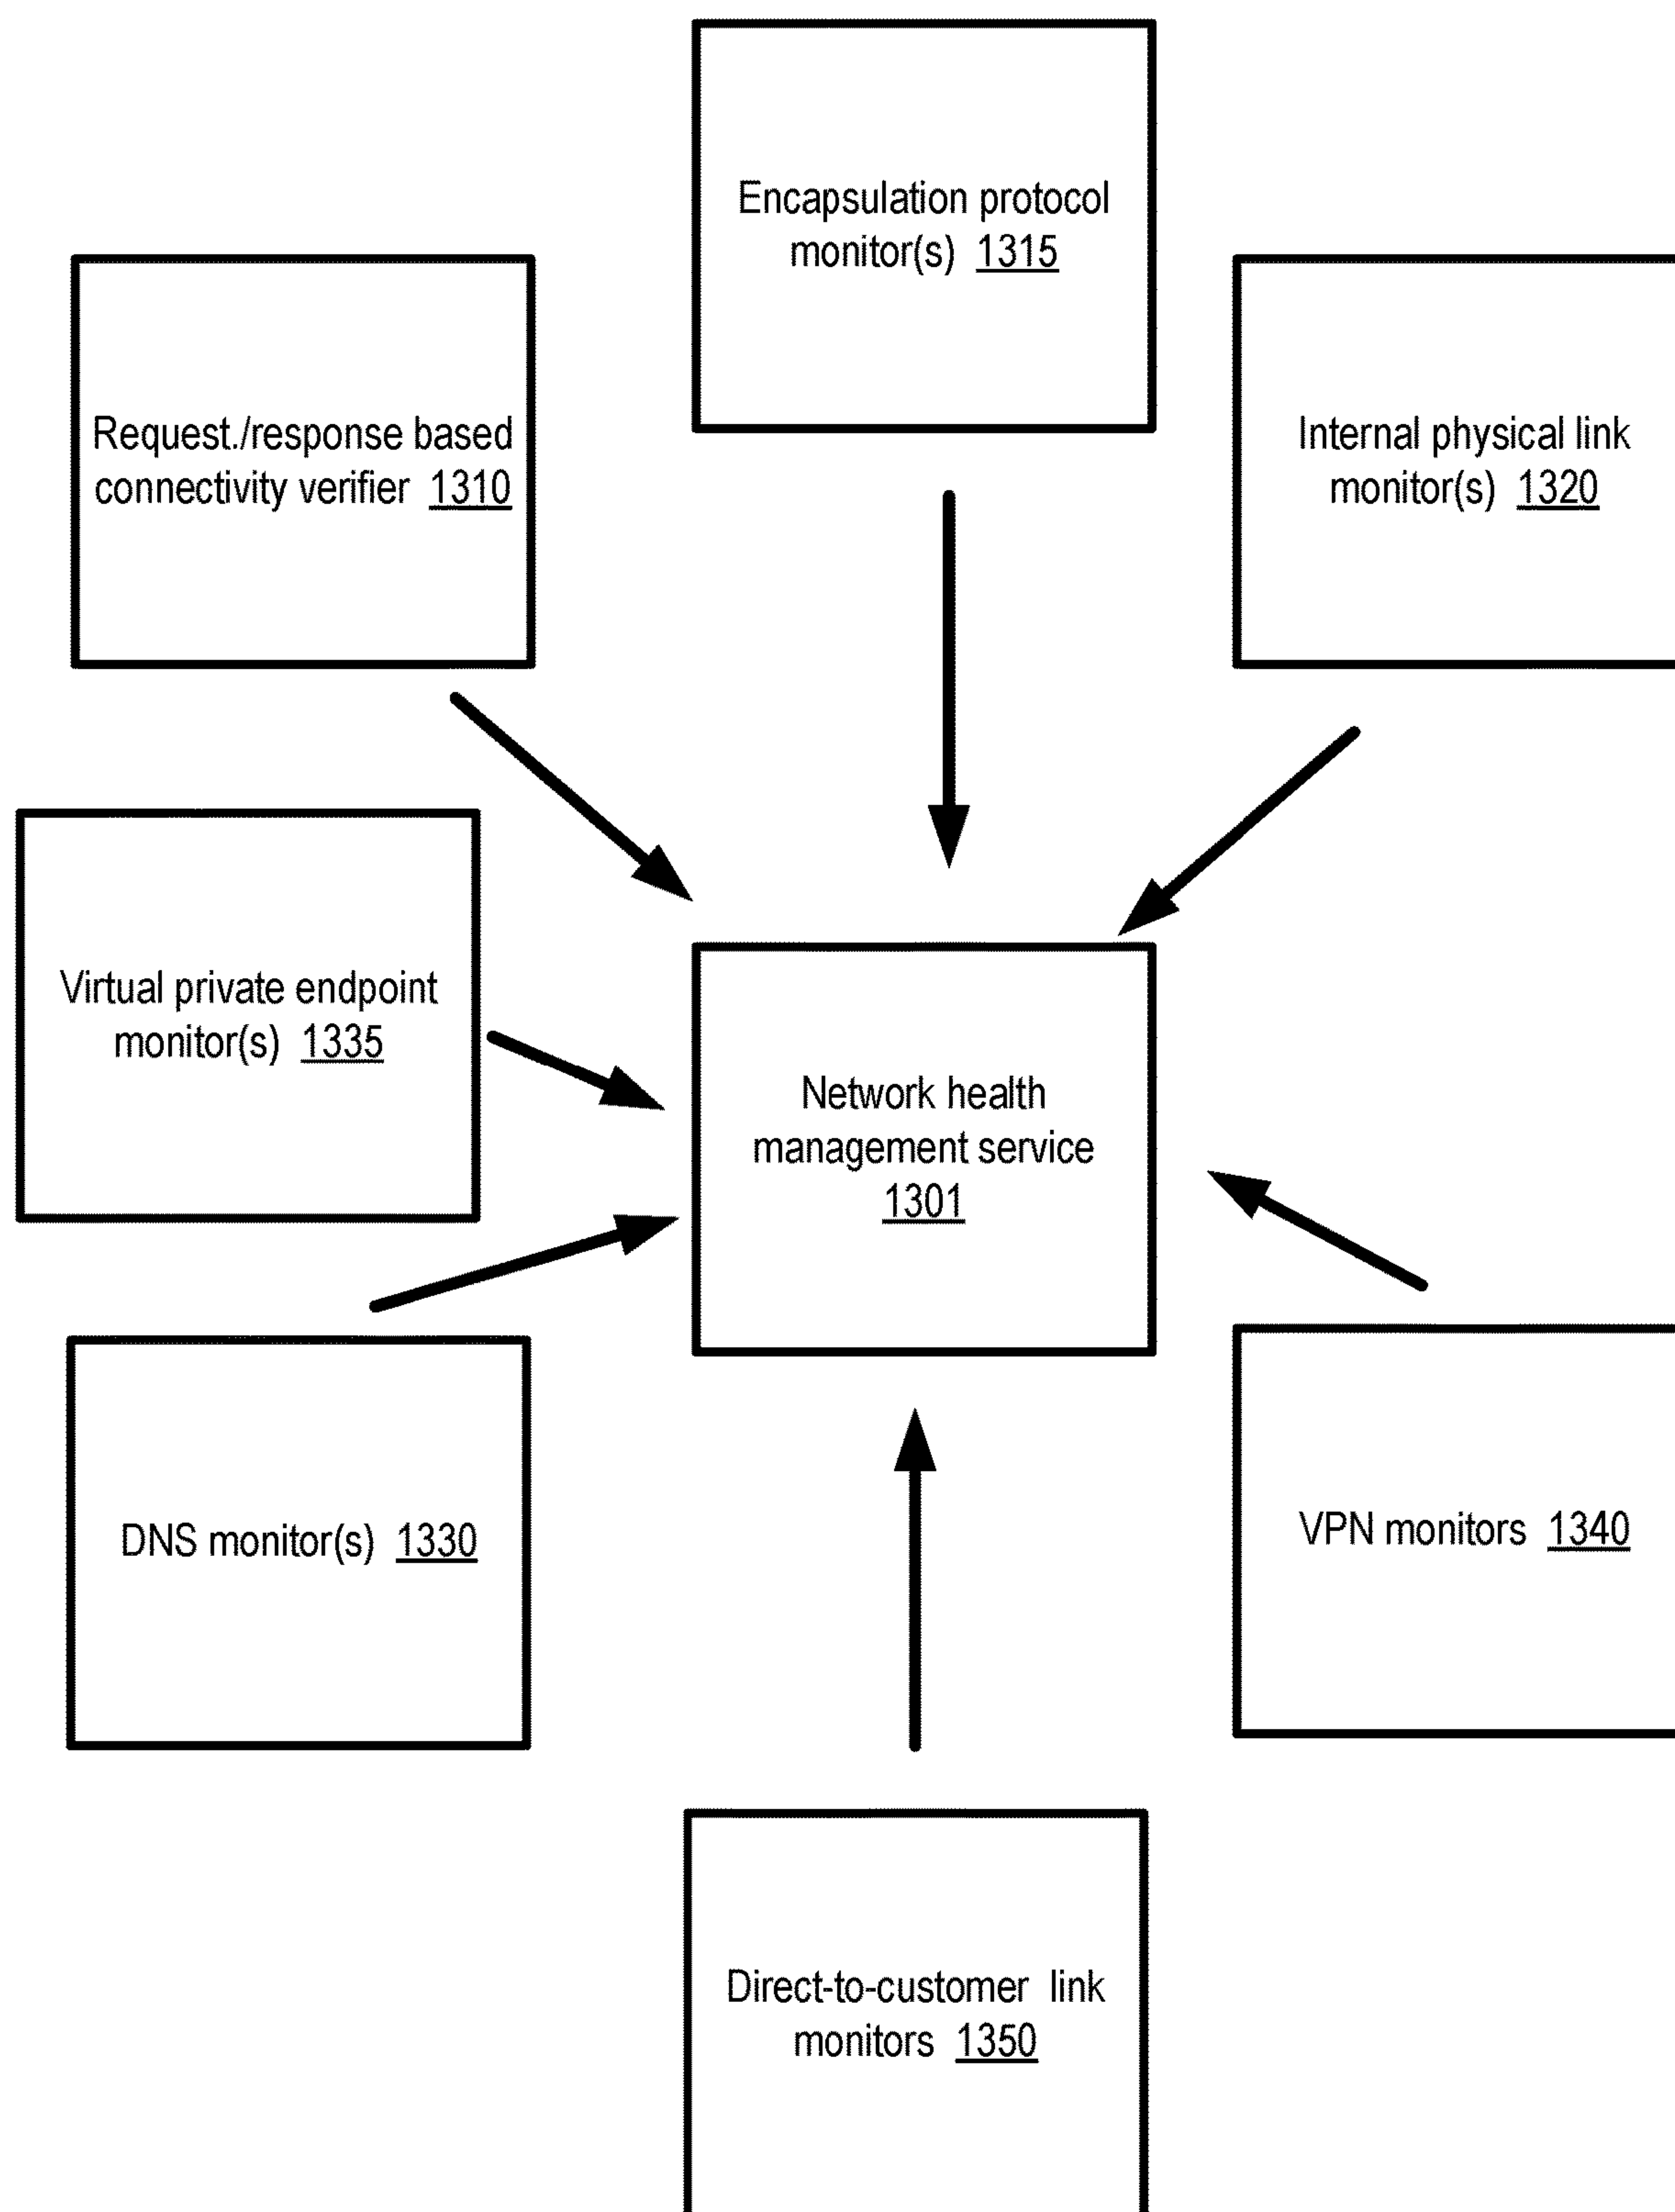 Encapsulation protocol
monitor(s) 1315
Request./response based
connectivity verifier 1310
Internal physical link
monitor(s) 1320
Virtual private endpoint
monitor(s) 1335
Network health
management service
1301
DNS monitor(s) 1330
VPN monitors 1340
Direct-to-customer link
monitors 1350